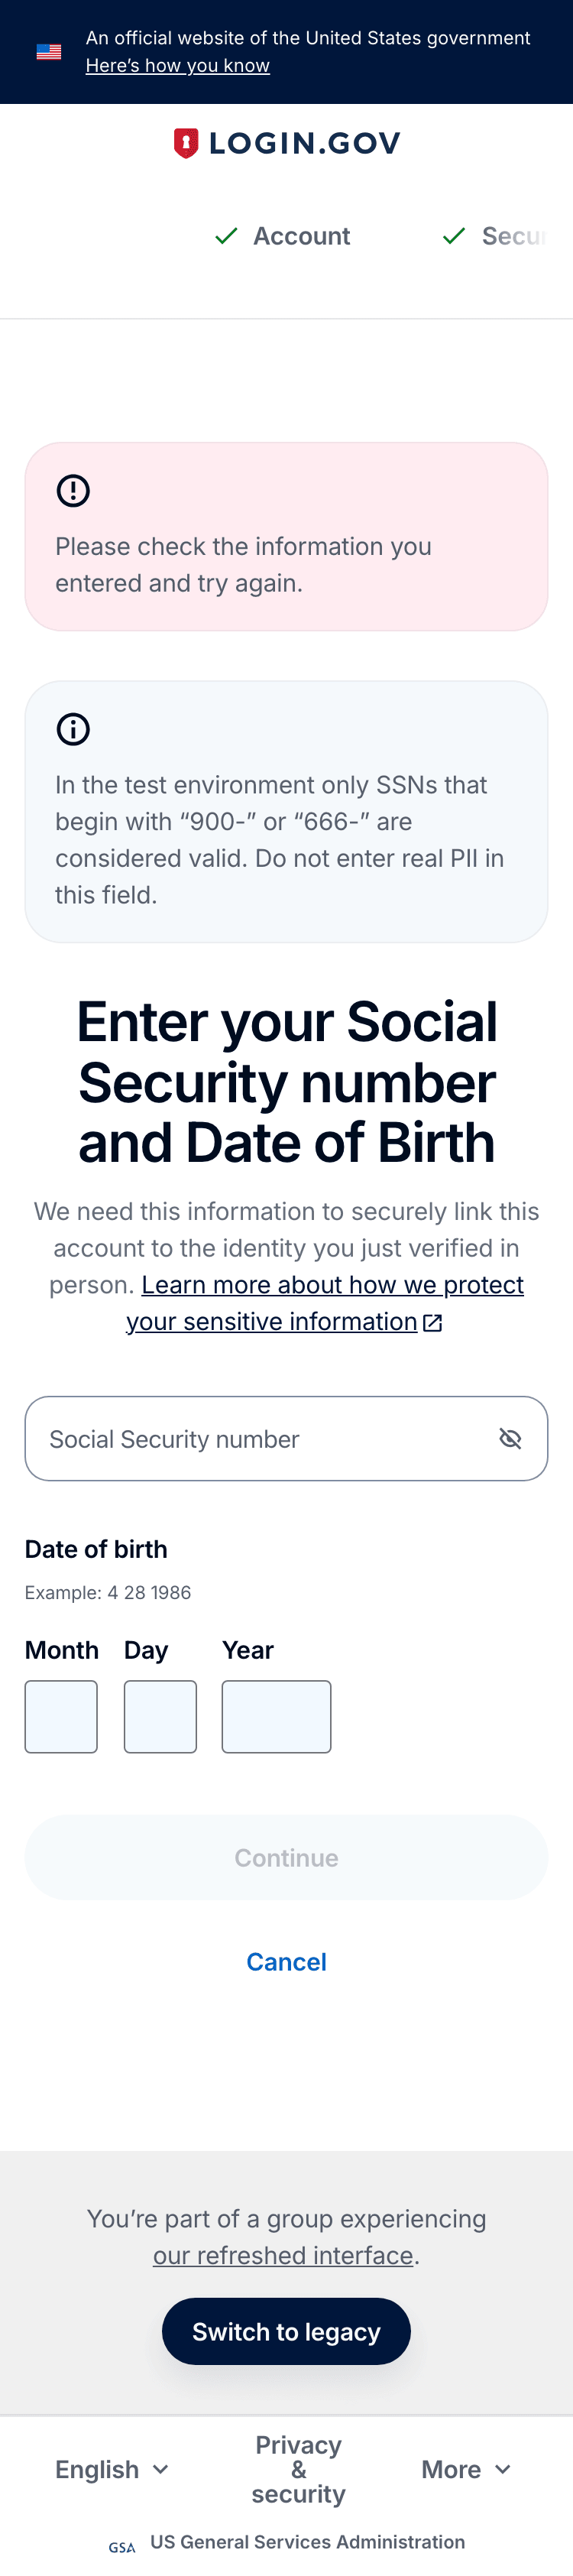 An official website of the United States government
Here’s how you know
LOGIN.GOV
Account
Secur
Please check the information you
entered and try again.
In the test environment only SSNs that
begin with “900-” or “666-” are
considered valid. Do not enter real PII in
this field.
Enter your Social
Security number
and Date of Birth
We need this information to securely link this
account to the identity you just verified in
person. Learn more about how we protect
your sensitive information
Social Security number
Date of birth
Example: 4 28 1986
Month Day Year
Continue
Cancel
You’re part of a group experiencing
our refreshed interface.
Switch to legacy
English
Privacy
&
security
More
GSA US General Services Administration